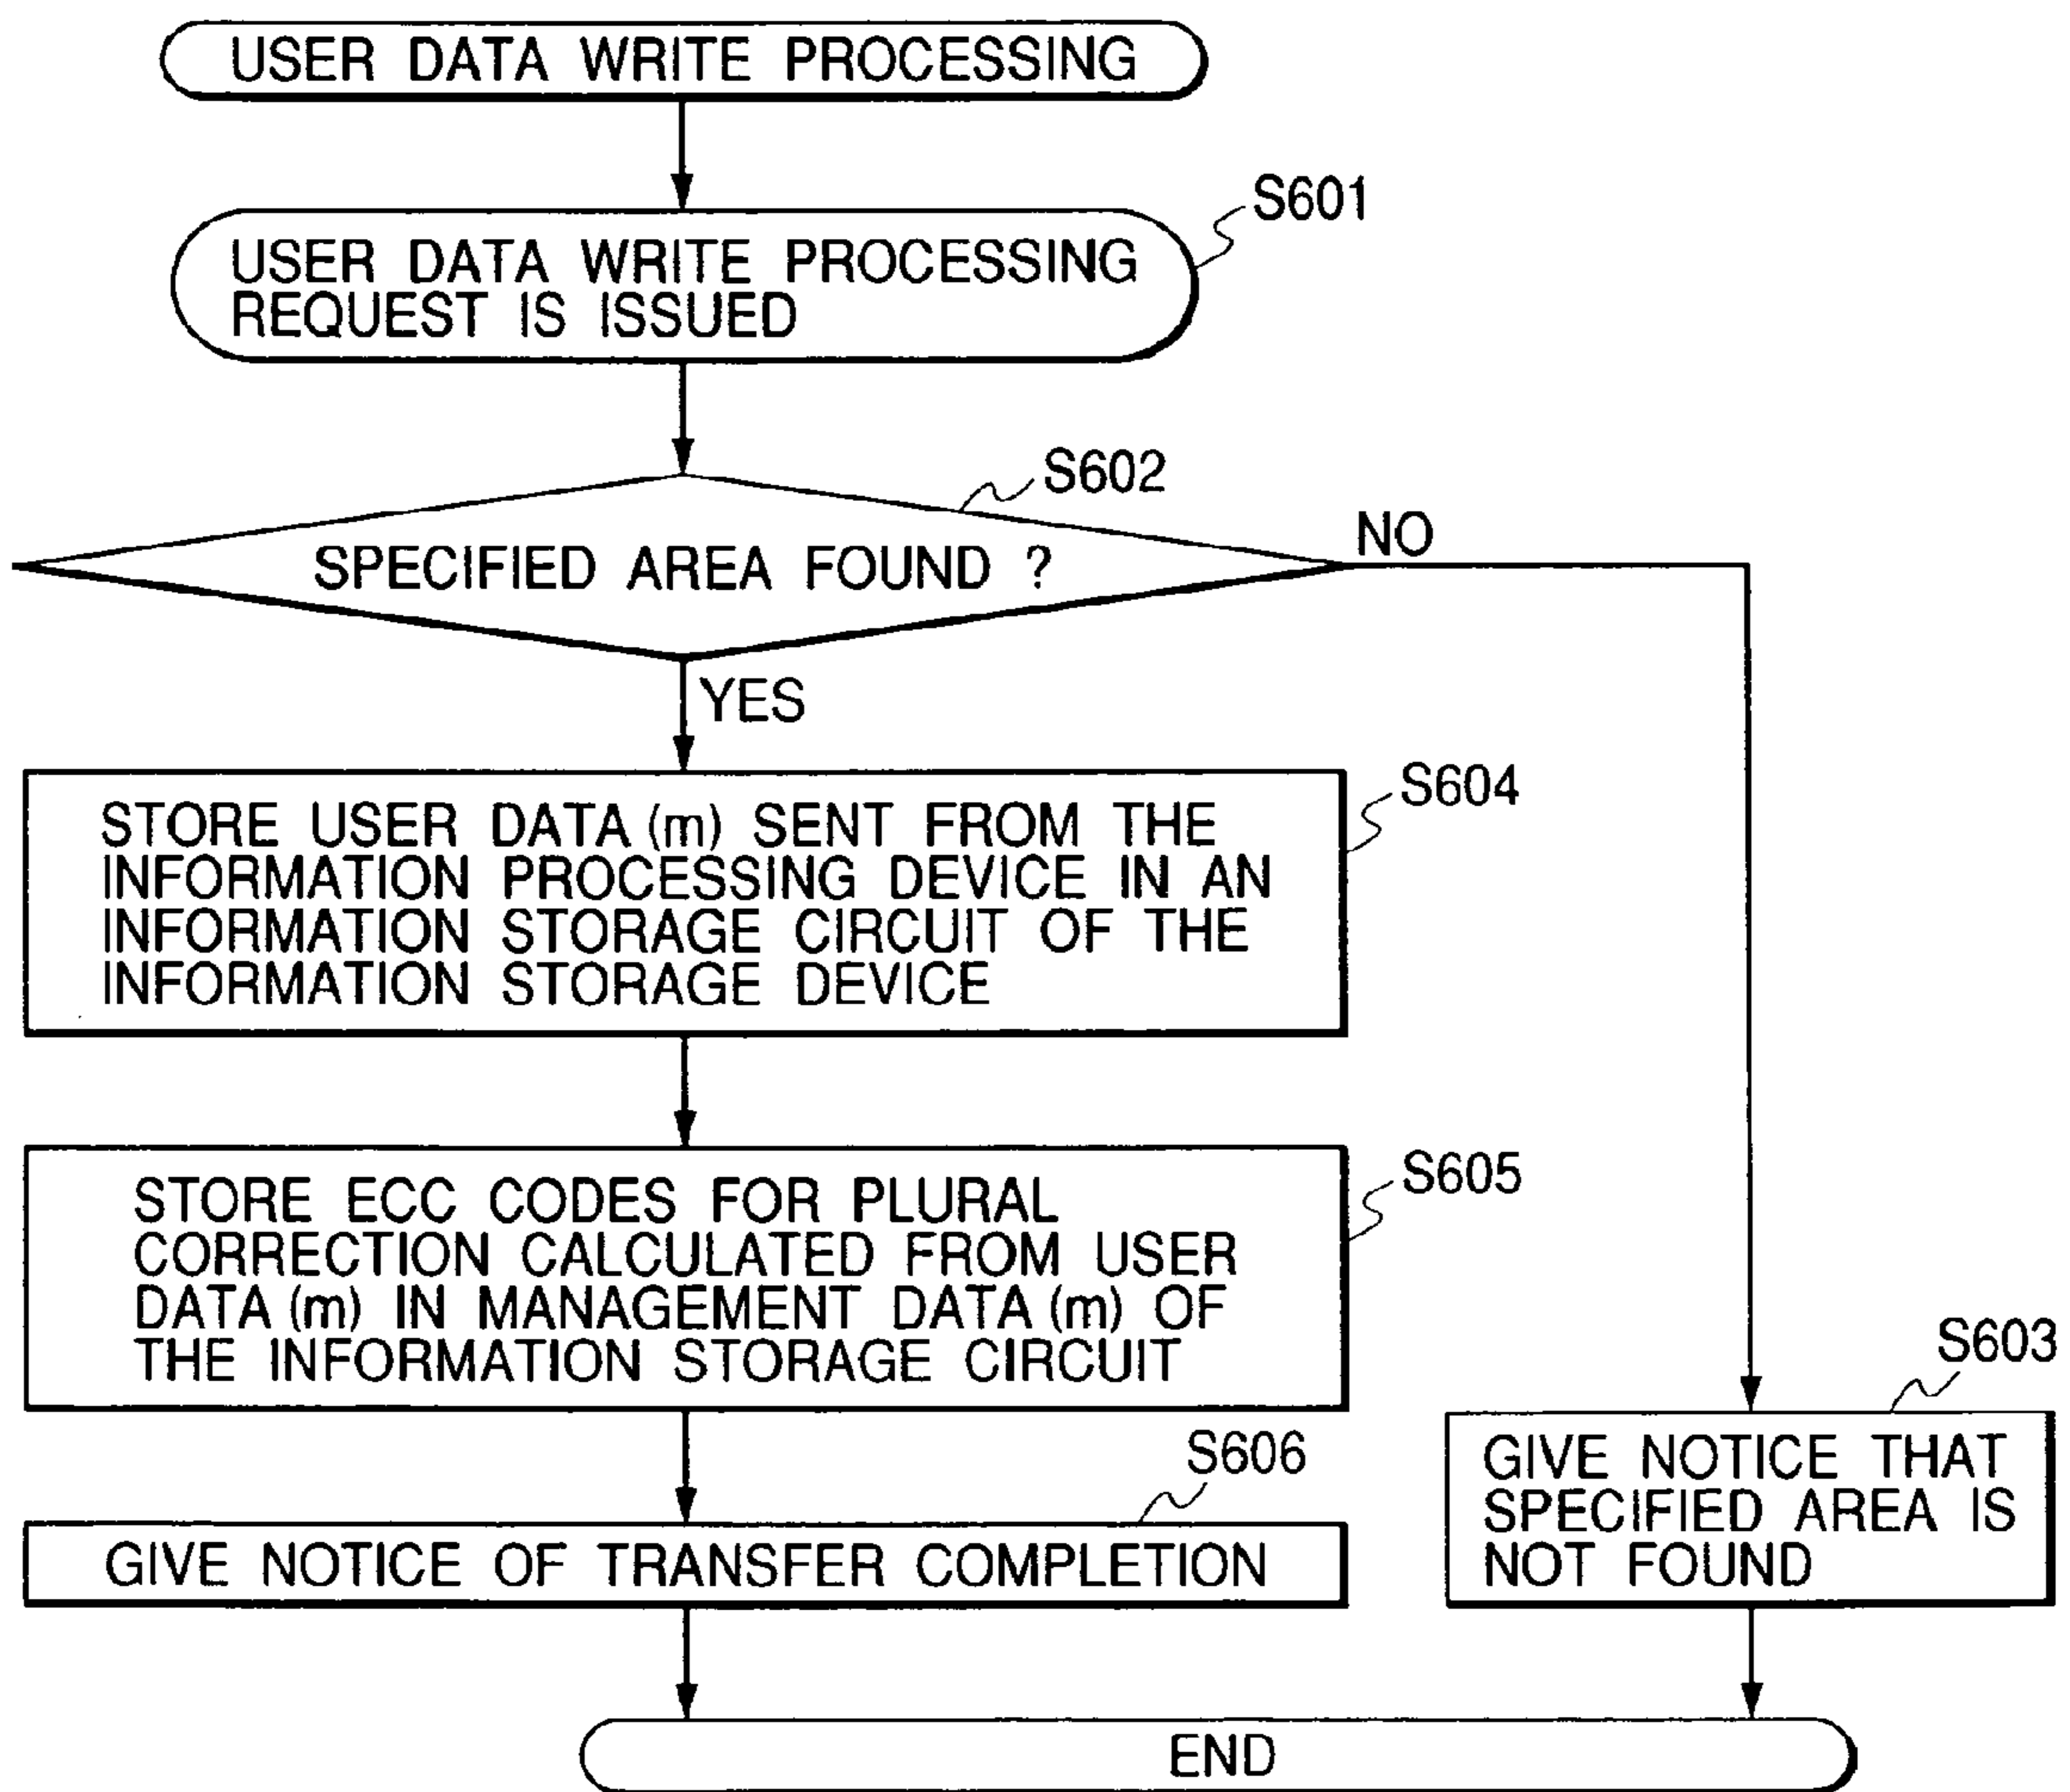 USER DATA WRITE PROCESSING
S601
USER DATA WRITE PROCESSING
REQUEST IS ISSUED
S602
SPECIFIED AREA FOUND ?
NO
YES
S604
STORE USER DATA (m) SENT FROM THE
INFORMATION PROCESSING DEVICE IN AN
INFORMATION STORAGE CIRCUIT OF THE
INFORMATION STORAGE DEVICE
S605
STORE ECC CODES FOR PLURAL
CORRECTION CALCULATED FROM USER
DATA (m) IN MANAGEMENT DATA (m) OF
THE INFORMATION STORAGE CIRCUIT
S603
GIVE NOTICE THAT
SPECIFIED AREA IS
NOT FOUND
S606
GIVE NOTICE OF TRANSFER COMPLETION
END